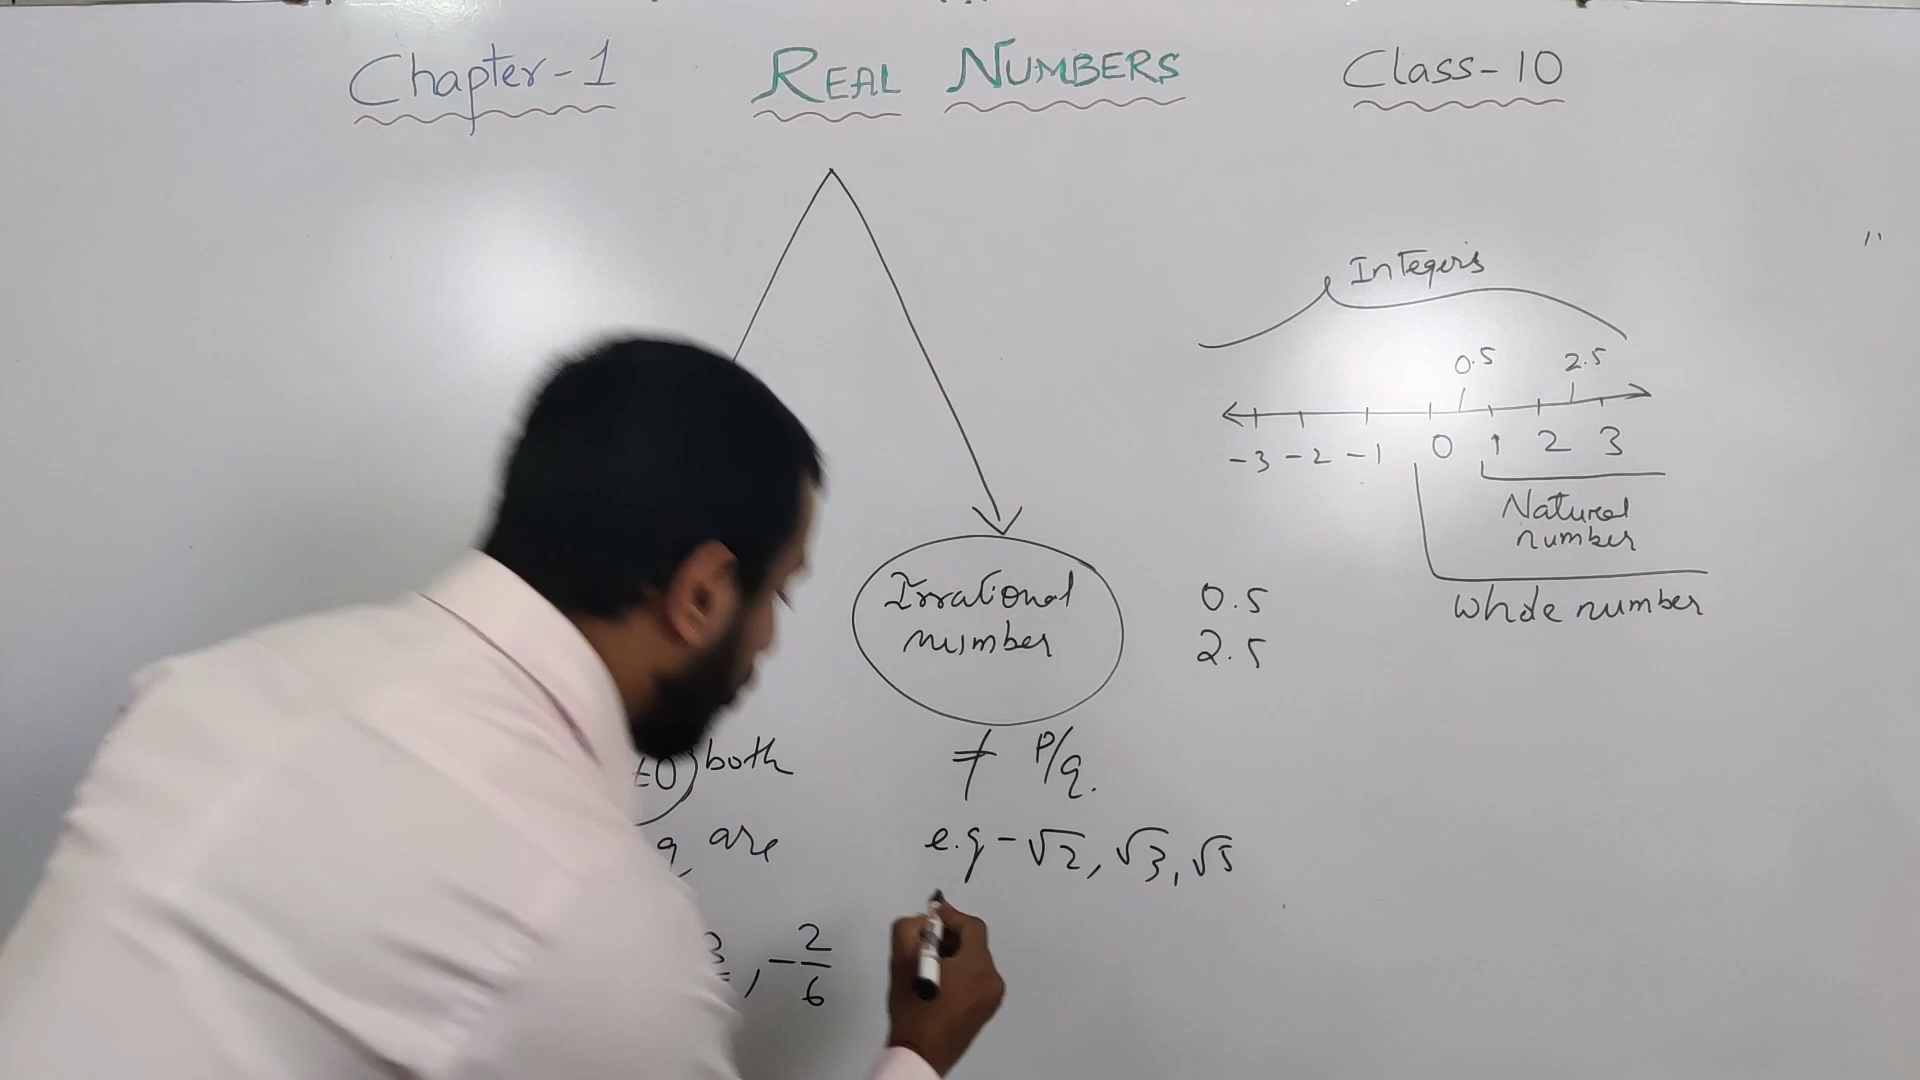 Chapter-1 REAL NUMBERS Class-10
Integers
0.5 2.5
-3 -2 -1 0 1 2 3
Natural
number
whole number
Irrational
number
0.5
2.5
≠0) both
q are
, -2/6
≠ P/q.
e.g - √2, √3, √5